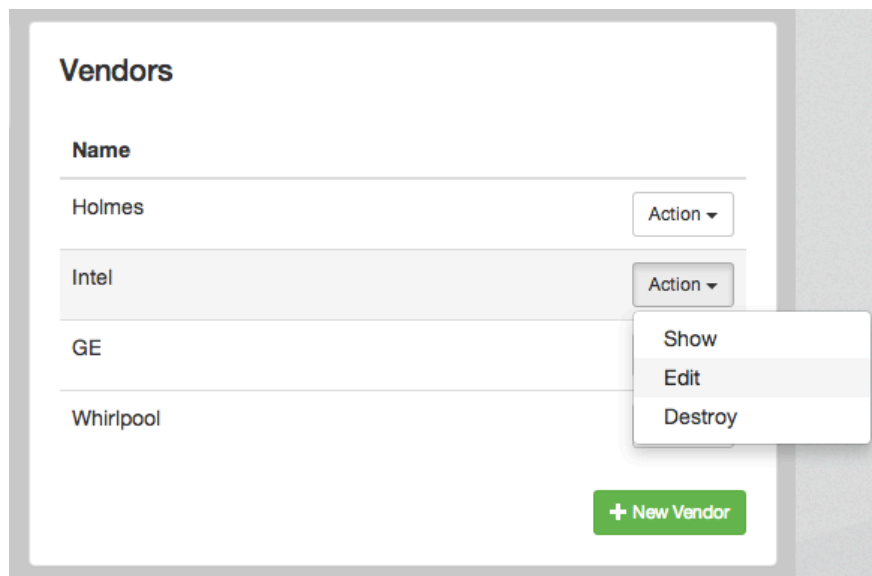 Vendors
Name
Holmes
Action
Intel
Action
Show
GE
Edit
Destroy
Whirlpool
New Vendor